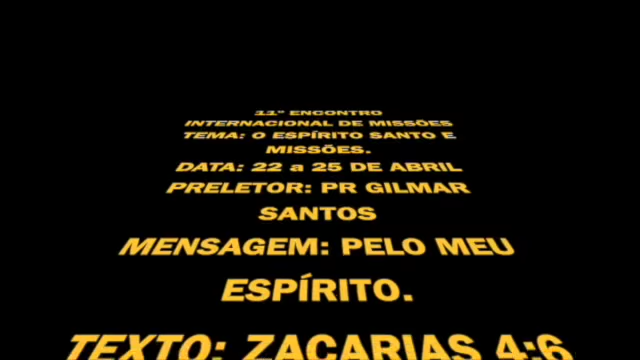 11º ENCONTRO
INTERNACIONAL DE MISSÕES
TEMA: O ESPÍRITO SANTO E
MISSÕES.
DATA: 22 a 25 DE ABRIL
PRELETOR: PR GILMAR
SANTOS
MENSAGEM: PELO MEU
ESPÍRITO.
TEXTO: ZACARIAS 4:6